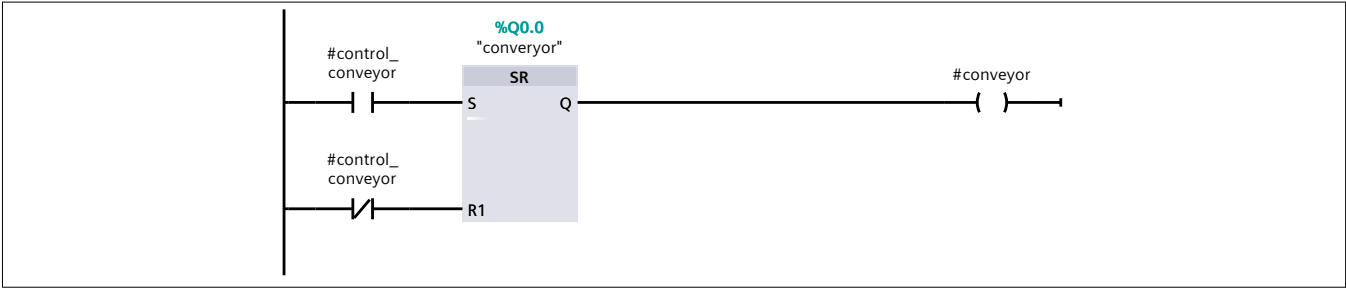 %Q0.0
"converyor"
#control_
conveyor
SR
#conveyor
S
Q
#control_
conveyor
R1